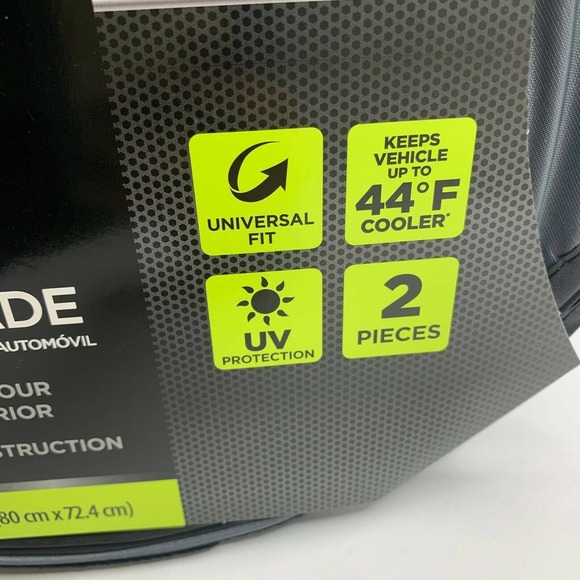 UNIVERSAL
FIT
KEEPS
VEHICLE
UP TO
44°F
COOLER*
UV
PROTECTION
2
PIECES
ADE
AUTOMÓVIL
OUR
RIOR
STRUCTION
80 cm x 72.4 cm)